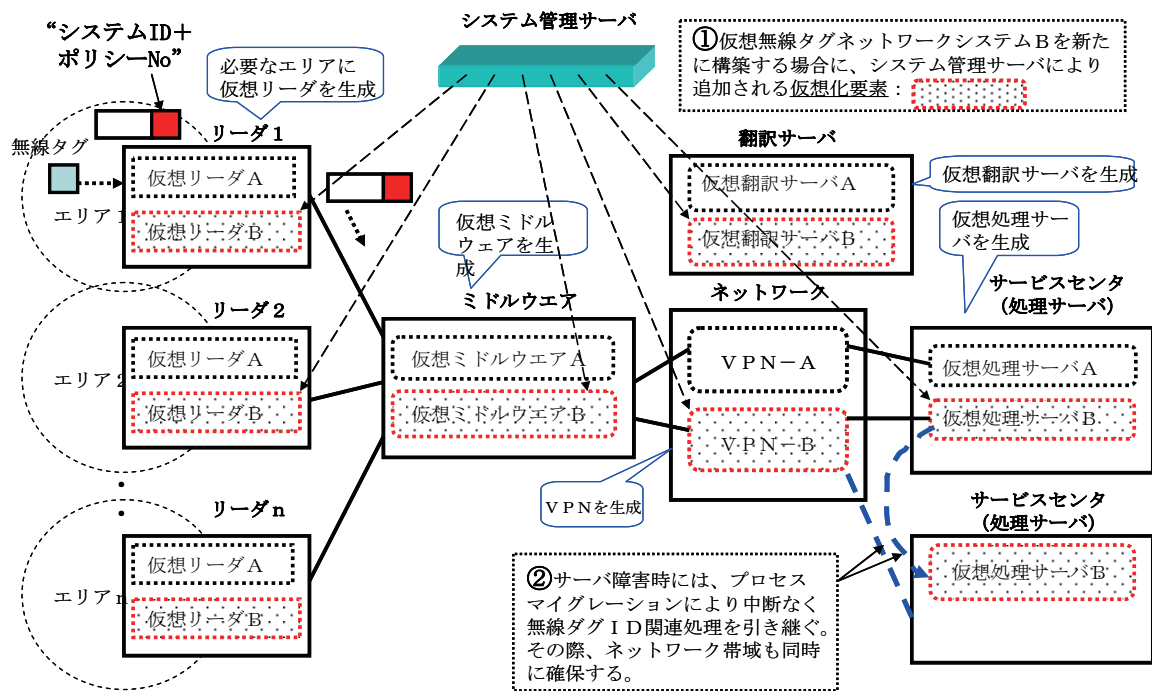 “システムID＋
ポリシーNo”
システム管理サーバ
①仮想無線タグネットワークシステムＢを新た
に構築する場合に、システム管理サーバにより
追加される仮想化要素：
必要なエリアに
仮想リーダを生成
無線タグ
リーダ１
仮想リーダＡ
エリア１
仮想リーダＢ
翻訳サーバ
仮想翻訳サーバＡ
仮想翻訳サーバＢ
仮想翻訳サーバを生成
仮想処理サー
バを生成
仮想ミドル
ウェアを生
成
リーダ２
仮想リーダＡ
エリア２
仮想リーダＢ
ミドルウエア
仮想ミドルウエアＡ
仮想ミドルウエアＢ
ネットワーク
ＶＰＮ－Ａ
ＶＰＮ－Ｂ
サービスセンタ
(処理サーバ)
仮想処理サーバＡ
仮想処理サーバＢ
ＶＰＮを生成
リーダｎ
仮想リーダＡ
エリアｎ
仮想リーダＢ
サービスセンタ
(処理サーバ)
仮想処理サーバＢ
②サーバ障害時には、プロセス
マイグレーションにより中断なく
無線ダグＩＤ関連処理を引き継ぐ。
その際、ネットワーク帯域も同時
に確保する。